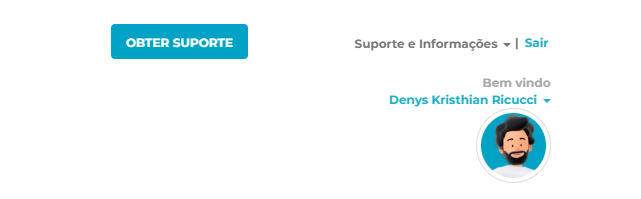 OBTER SUPORTE
Suporte e Informações | Sair
Bem vindo
Denys Kristhian Ricucci